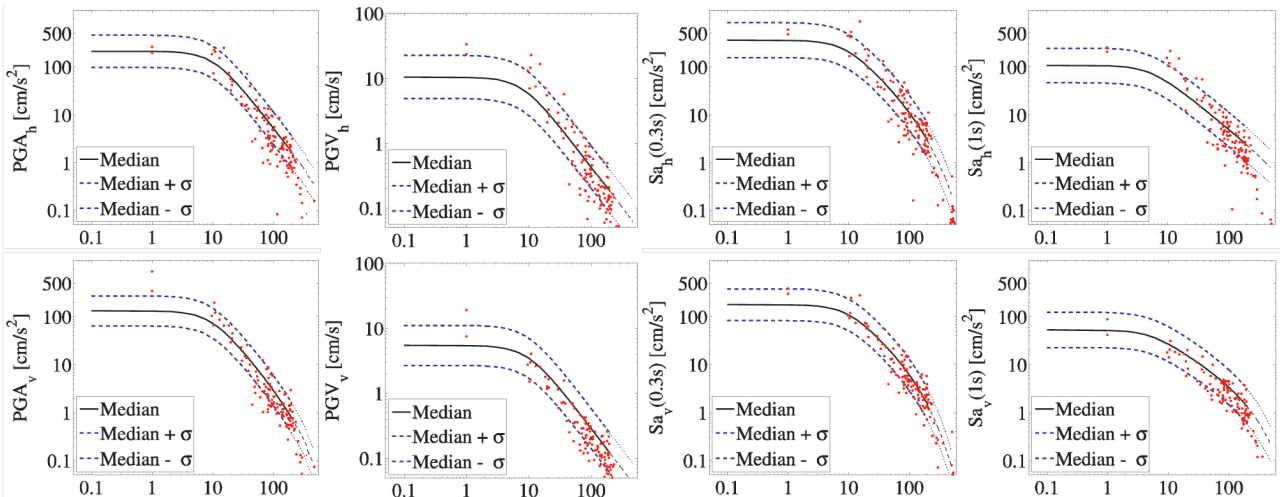 PGA_h [cm/s²]
500
100
10
1
0.1
Median
Median + σ
Median - σ
0.1 1 10 100
PGV_h [cm/s]
100
10
1
0.1
Median
Median + σ
Median - σ
0.1 1 10 100
Sa_h(0.3s) [cm/s²]
500
100
10
1
0.1
Median
Median + σ
Median - σ
0.1 1 10 100
Sa_h(1s) [cm/s²]
500
100
10
1
0.1
Median
Median + σ
Median - σ
0.1 1 10 100
PGA_v [cm/s²]
500
100
10
1
0.1
Median
Median + σ
Median - σ
0.1 1 10 100
PGV_v [cm/s]
100
10
1
0.1
Median
Median + σ
Median - σ
0.1 1 10 100
Sa_v(0.3s) [cm/s²]
500
100
10
1
0.1
Median
Median + σ
Median - σ
0.1 1 10 100
Sa_v(1s) [cm/s²]
500
100
10
1
0.1
Median
Median + σ
Median - σ
0.1 1 10 100